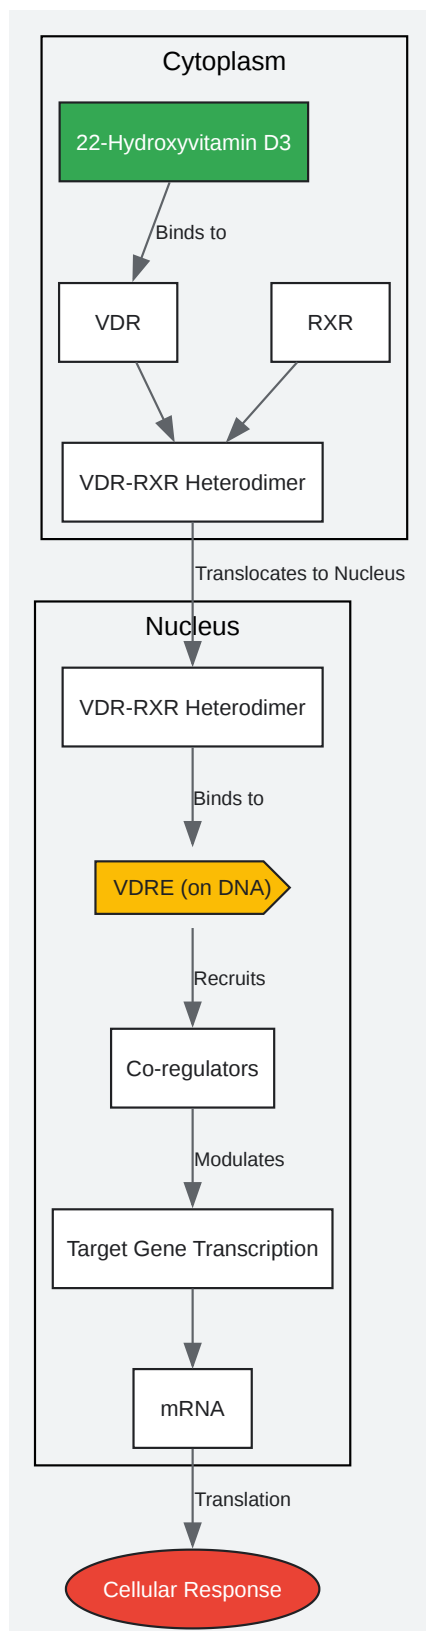 Cytoplasm
22-Hydroxyvitamin D3
Binds to
VDR
RXR
VDR-RXR Heterodimer
Translocates to Nucleus
Nucleus
VDR-RXR Heterodimer
Binds to
VDRE (on DNA)
Recruits
Co-regulators
Modulates
Target Gene Transcription
mRNA
Translation
Cellular Response